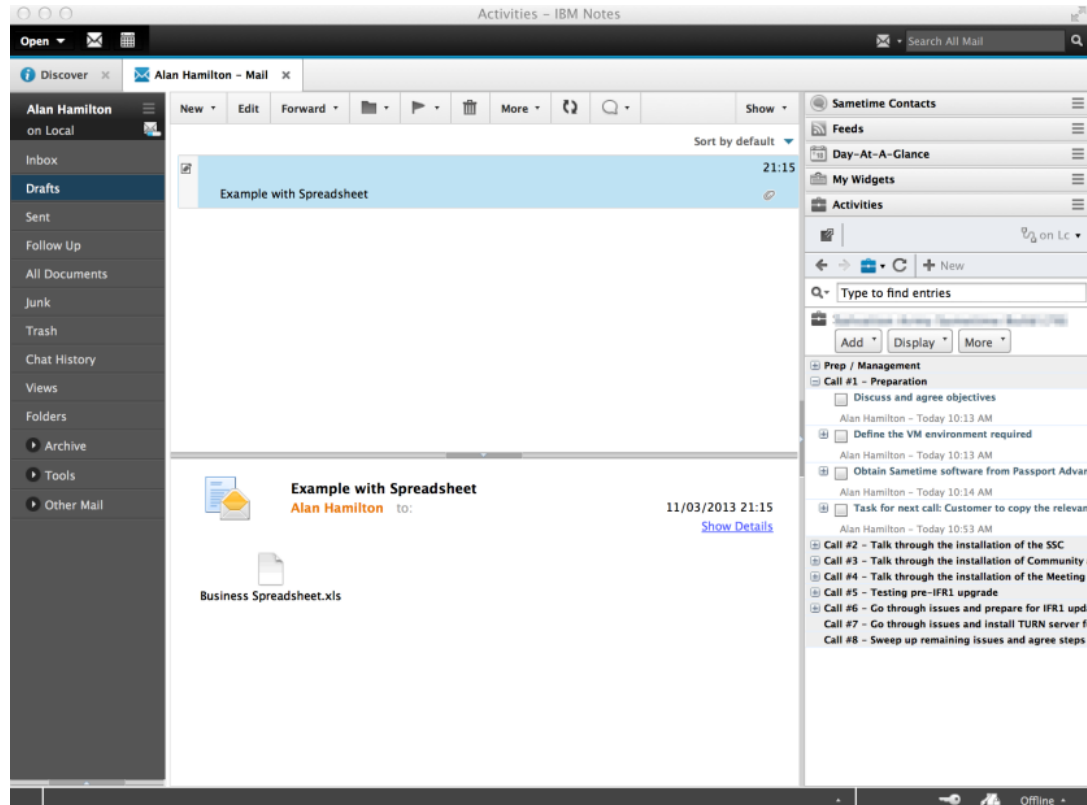 Activities – IBM Notes
Open
Search All Mail
Discover
Alan Hamilton – Mail
Alan Hamilton
on Local
Inbox
Drafts
Sent
Follow Up
All Documents
Junk
Trash
Chat History
Views
Folders
Archive
Tools
Other Mail
New
Edit
Forward
More
Show
Sort by default
21:15
Example with Spreadsheet
Example with Spreadsheet
Alan Hamilton to:
11/03/2013 21:15
Show Details
Business Spreadsheet.xls
Sametime Contacts
Feeds
Day-At-A-Glance
My Widgets
Activities
on Lc
New
Type to find entries
Add
Display
More
Prep / Management
Call #1 – Preparation
Discuss and agree objectives
Alan Hamilton – Today 10:13 AM
Define the VM environment required
Alan Hamilton – Today 10:13 AM
Obtain Sametime software from Passport Advan
Alan Hamilton – Today 10:14 AM
Task for next call: Customer to copy the relevan
Alan Hamilton – Today 10:53 AM
Call #2 – Talk through the installation of the SSC
Call #3 – Talk through the installation of Community
Call #4 – Talk through the installation of the Meeting
Call #5 – Testing pre-IFR1 upgrade
Call #6 – Go through issues and prepare for IFR1 upd
Call #7 – Go through issues and install TURN server f
Call #8 – Sweep up remaining issues and agree steps
Offline